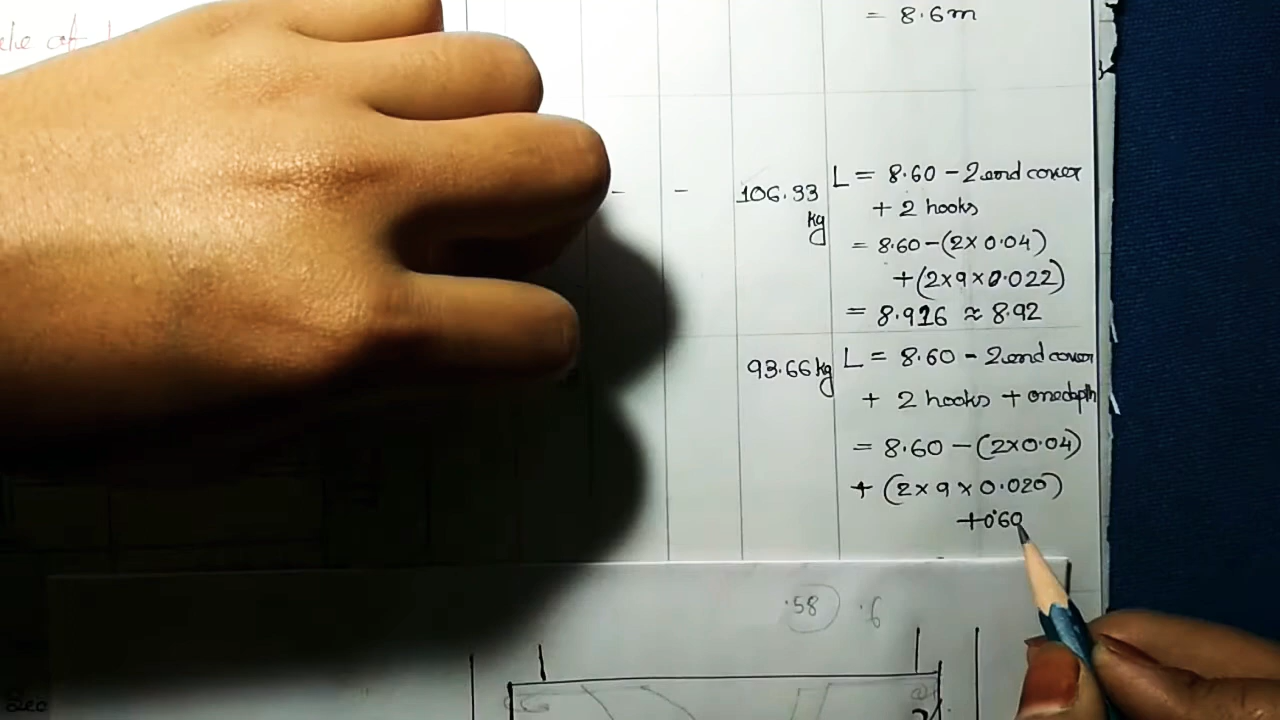 = 8.6m
- - 106.93 kg
L = 8.60 - 2 end cover
+ 2 hooks
= 8.60 - (2 x 0.04)
+ (2 x 9 x 0.022)
= 8.916 ≈ 8.92
93.66 kg
L = 8.60 - 2 end cover
+ 2 hooks + one depth
= 8.60 - (2 x 0.04)
+ (2 x 9 x 0.020)
+ 0.60
.58 .6